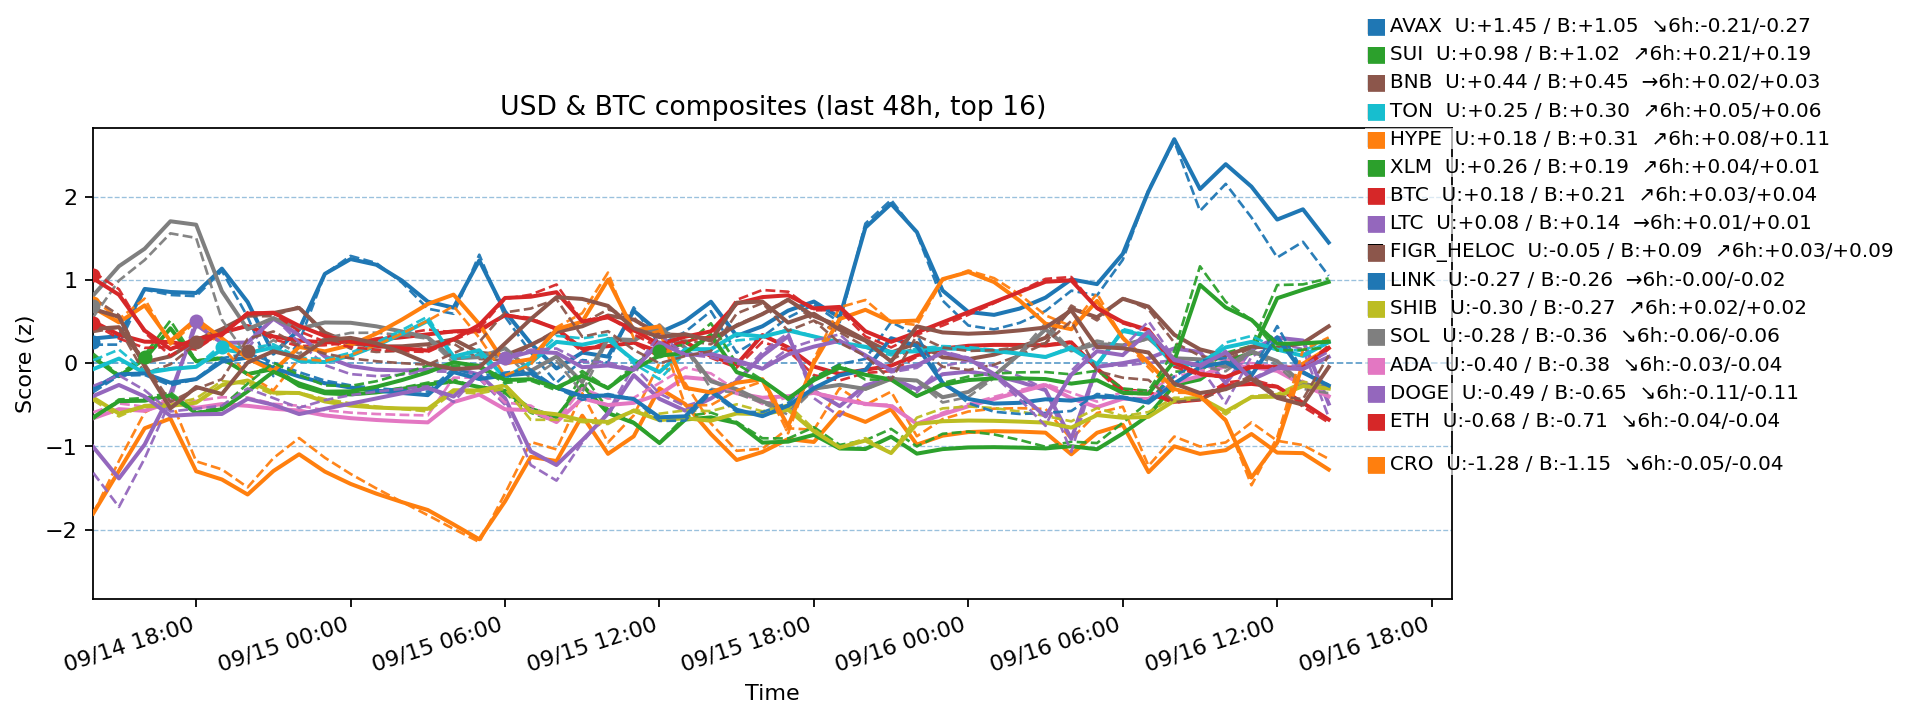 AVAX U:+1.45 / B:+1.05 ↘6h:-0.21/-0.27
SUI U:+0.98 / B:+1.02 ↗6h:+0.21/+0.19
BNB U:+0.44 / B:+0.45 →6h:+0.02/+0.03
TON U:+0.25 / B:+0.30 ↗6h:+0.05/+0.06
HYPE U:+0.18 / B:+0.31 ↗6h:+0.08/+0.11
XLM U:+0.26 / B:+0.19 ↗6h:+0.04/+0.01
BTC U:+0.18 / B:+0.21 ↗6h:+0.03/+0.04
LTC U:+0.08 / B:+0.14 →6h:+0.01/+0.01
FIGR_HELOC U:-0.05 / B:+0.09 ↗6h:+0.03/+0.09
LINK U:-0.27 / B:-0.26 →6h:-0.00/-0.02
SHIB U:-0.30 / B:-0.27 ↗6h:+0.02/+0.02
SOL U:-0.28 / B:-0.36 ↘6h:-0.06/-0.06
ADA U:-0.40 / B:-0.38 ↘6h:-0.03/-0.04
DOGE U:-0.49 / B:-0.65 ↘6h:-0.11/-0.11
ETH U:-0.68 / B:-0.71 ↘6h:-0.04/-0.04
CRO U:-1.28 / B:-1.15 ↘6h:-0.05/-0.04
USD & BTC composites (last 48h, top 16)
Score (z)
2
1
0
−1
−2
09/14 18:00
09/15 00:00
09/15 06:00
09/15 12:00
09/15 18:00
09/16 00:00
09/16 06:00
09/16 12:00
09/16 18:00
Time